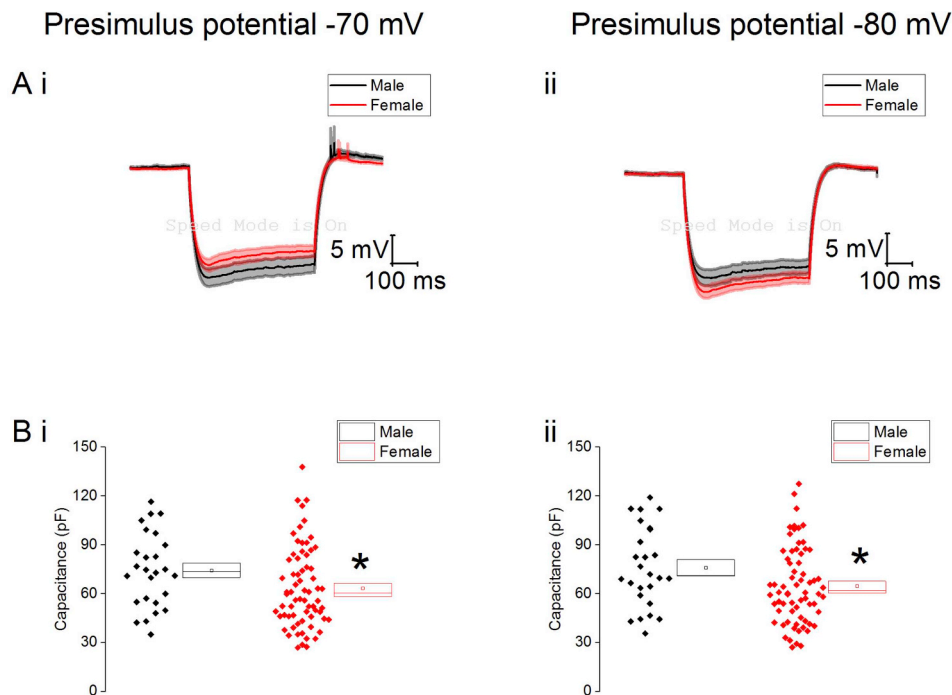 Presimulus potential -70 mV
Presimulus potential -80 mV
A i
Male
Female
Speed Mode is On
5 mV
100 ms
ii
Male
Female
Speed Mode is On
5 mV
100 ms
B i
Male
Female
Capacitance (pF)
150
120
90
60
30
0
*
ii
Male
Female
Capacitance (pF)
150
120
90
60
30
0
*